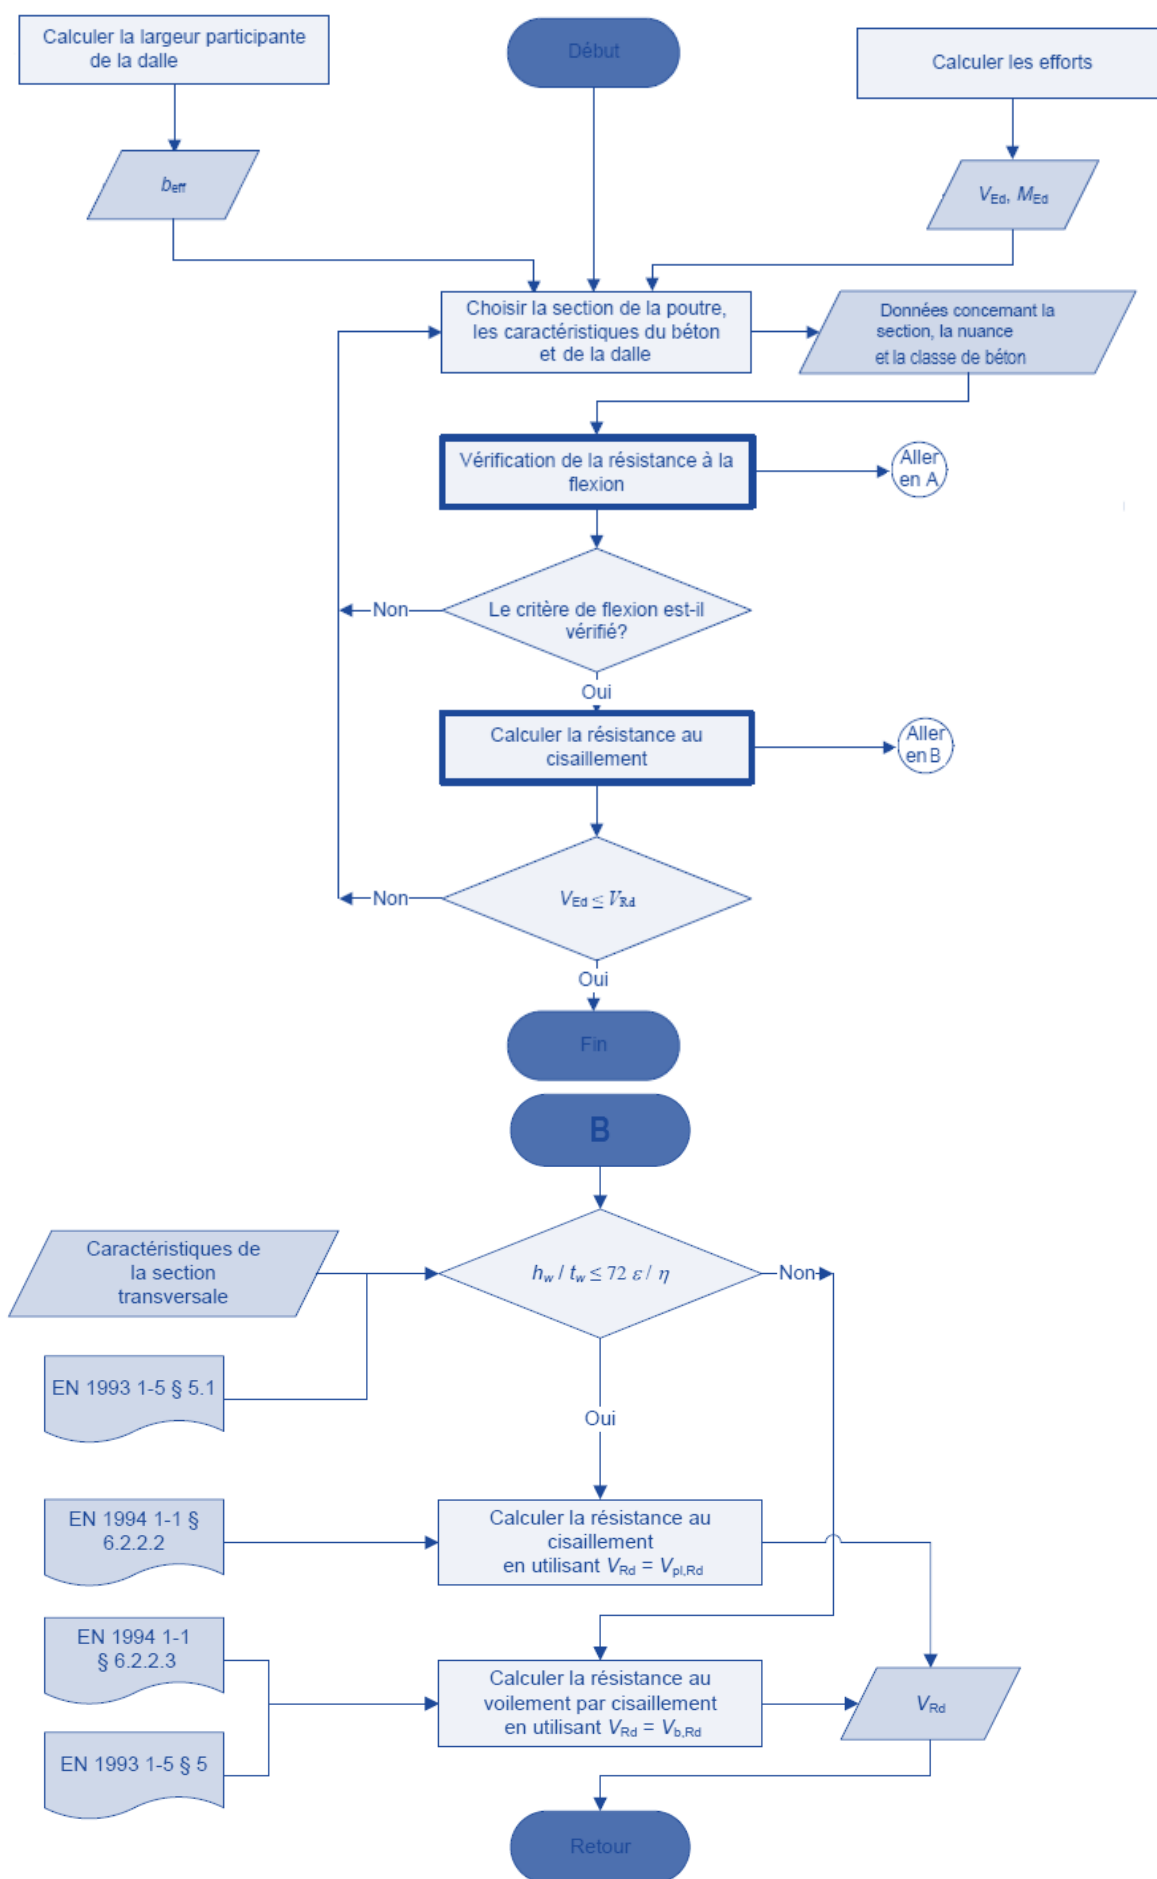 Calculer la largeur participante
de la dalle
Début
Calculer les efforts
beff
VEd, MEd
Choisir la section de la poutre,
les caractéristiques du béton
et de la dalle
Données concernant la
section, la nuance
et la classe de béton
Vérification de la résistance à la
flexion
Aller
en A
Non
Le critère de flexion est-il
vérifié?
Oui
Calculer la résistance au
cisaillement
Aller
en B
Non
VEd ≤ VRd
Oui
Fin
B
Caractéristiques de
la section
transversale
hw / tw ≤ 72 ε / η
Non
EN 1993 1-5 § 5.1
Oui
EN 1994 1-1 §
6.2.2.2
Calculer la résistance au
cisaillement
en utilisant VRd = Vpl,Rd
EN 1994 1-1
§ 6.2.2.3
Calculer la résistance au
voilement par cisaillement
en utilisant VRd = Vb,Rd
VRd
EN 1993 1-5 § 5
Retour